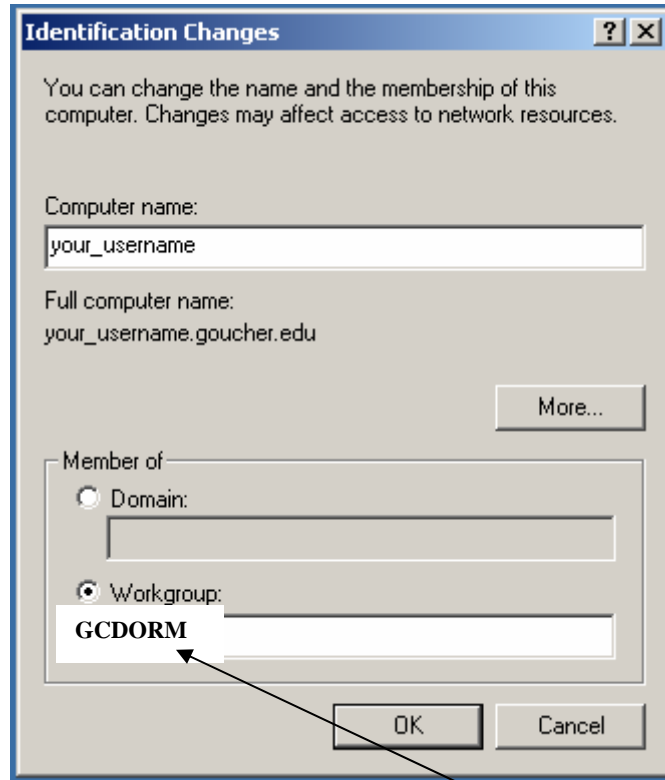 Identification Changes
You can change the name and the membership of this
computer. Changes may affect access to network resources.
Computer name:
your_username
Full computer name:
your_username.goucher.edu
More...
Member of
Domain:
Workgroup:
GCDORM
OK
Cancel